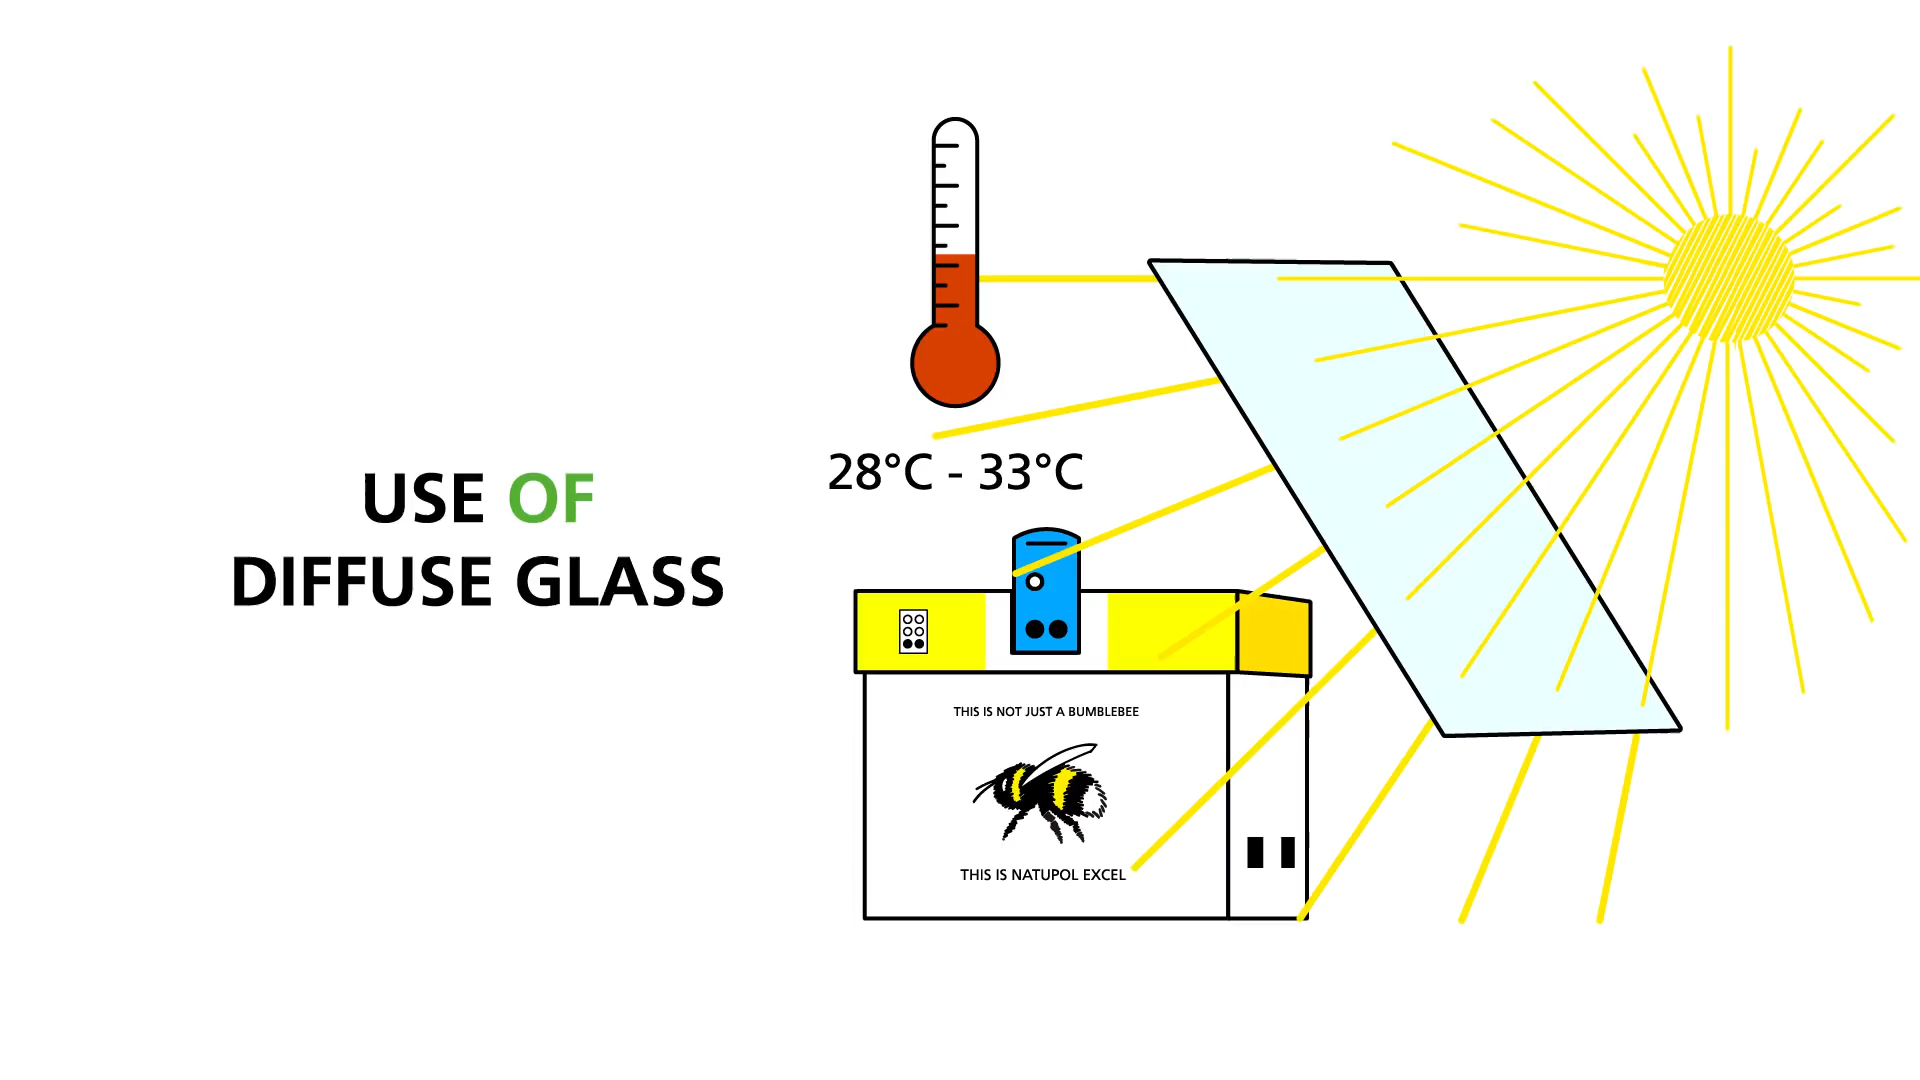 USE OF
DIFFUSE GLASS
28°C - 33°C
THIS IS NOT JUST A BUMBLEBEE
THIS IS NATUPOL EXCEL